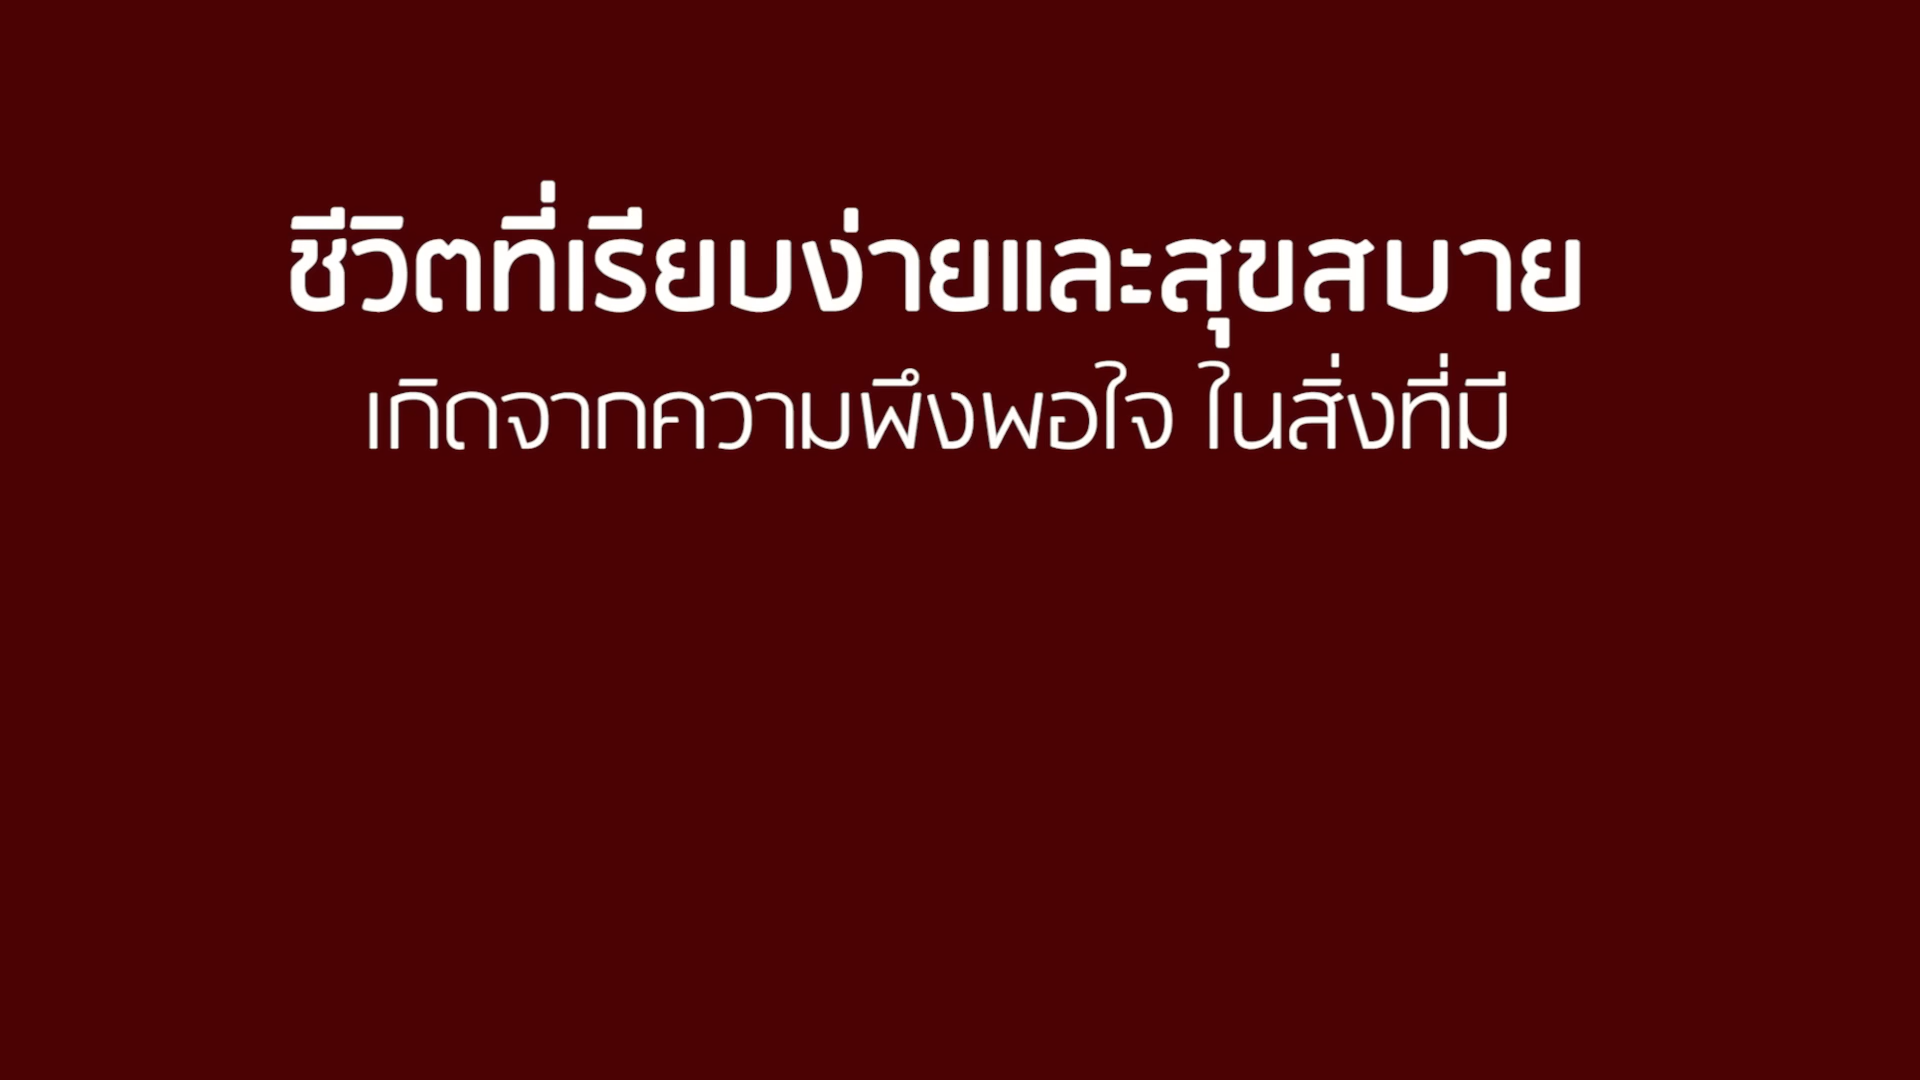 ชีวิตที่เรียบง่ายและสุขสบาย
เกิดจากความพึงพอใจ ในสิ่งที่มี